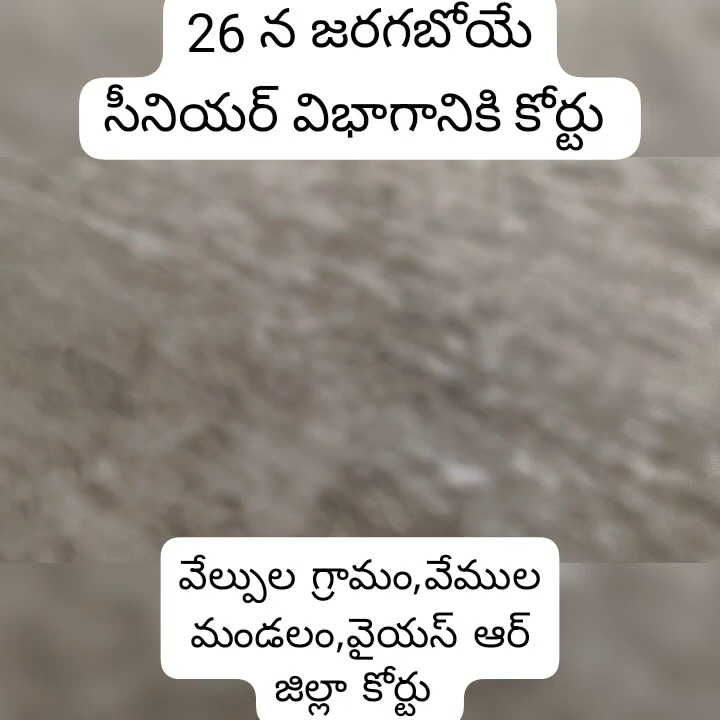 26 న జరగబోయే
సీనియర్ విభాగానికి కోర్టు
వేల్పుల గ్రామం,వేముల
మండలం,వైయస్ ఆర్
జిల్లా కోర్టు